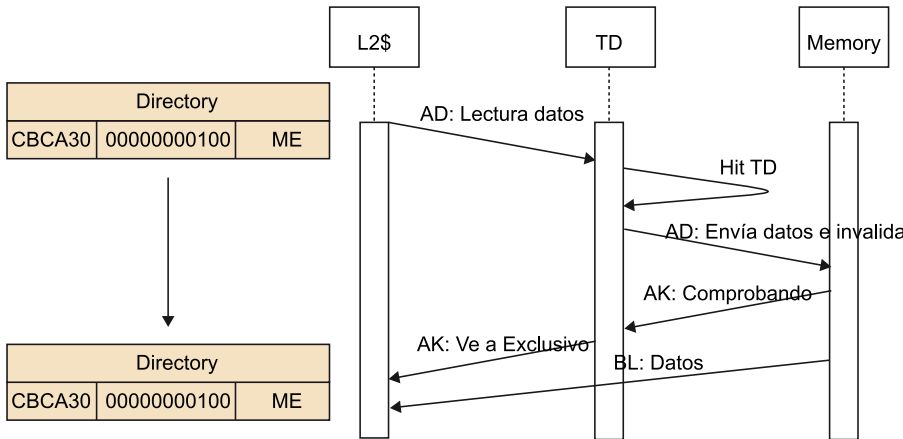 L2$
TD
Memory
Directory
CBCA30 00000000100 ME
AD: Lectura datos
Hit TD
AD: Envía datos e invalida
AK: Comprobando
AK: Ve a Exclusivo
BL: Datos
Directory
CBCA30 00000000100 ME